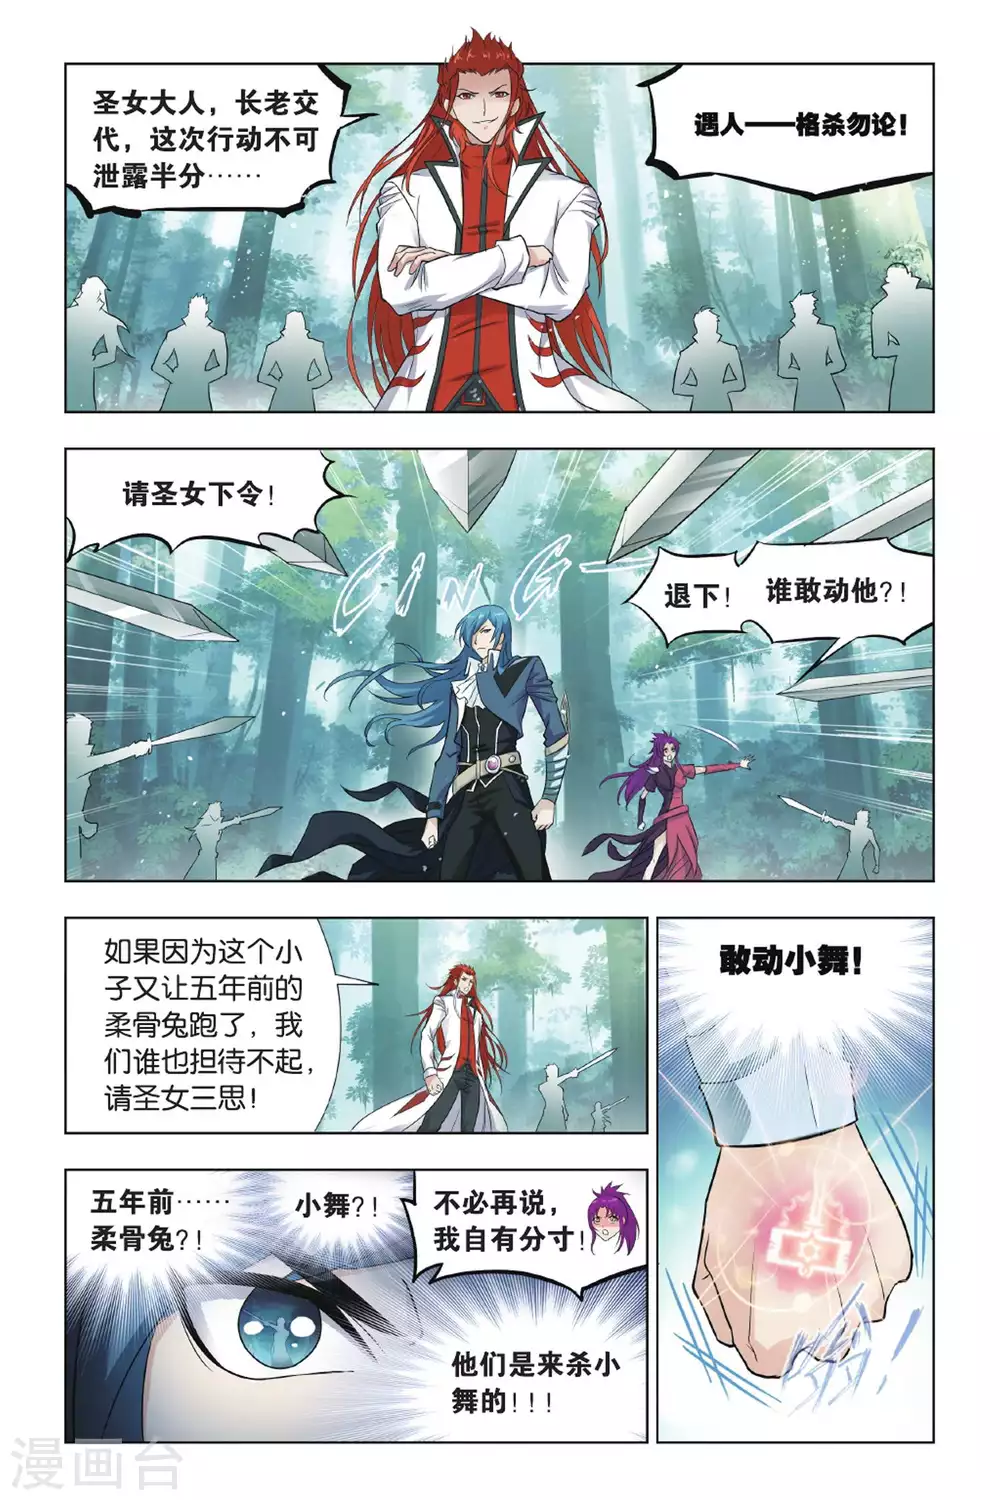 圣女大人，长老交
代，这次行动不可
泄露半分……
遇人——格杀勿论！
请圣女下令！
CING
退下！ 谁敢动他？！
如果因为这个小
子又让五年前的
柔骨兔跑了，我
们谁也担待不起，
请圣女三思！
敢动小舞！
五年前……
柔骨兔？！
小舞？！
不必再说，
我自有分寸！
他们是来杀小
舞的！！！
漫画台